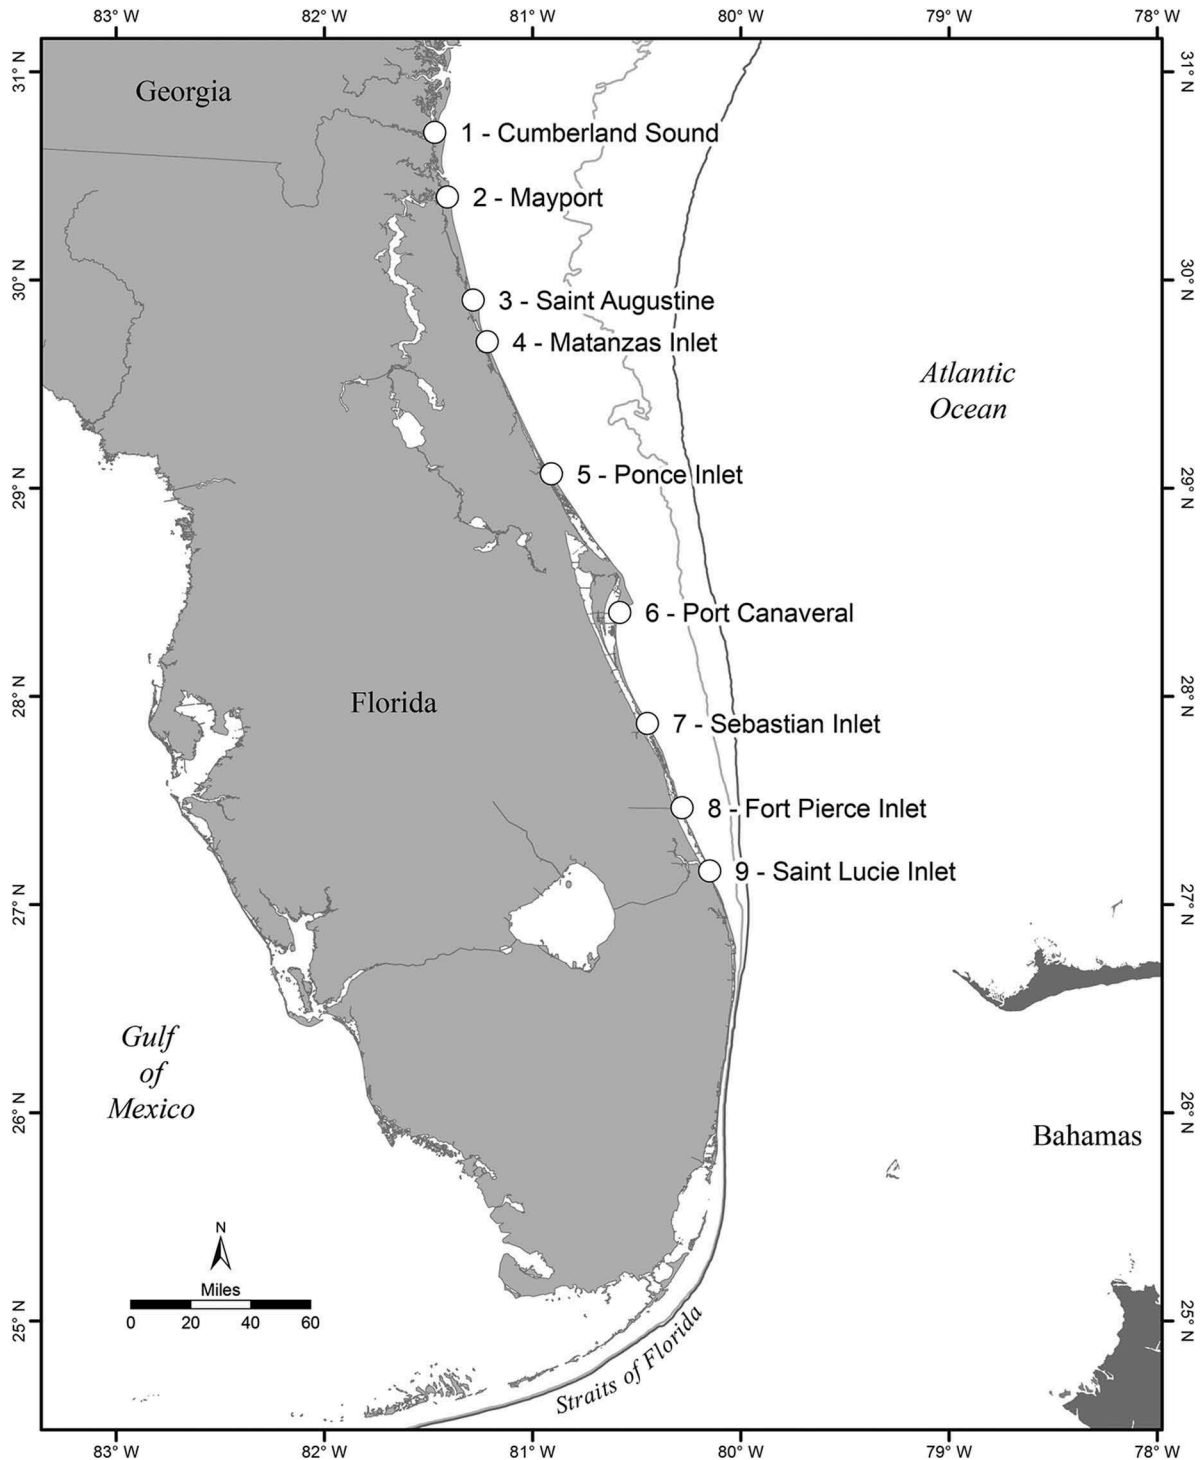 83° W 82° W 81° W 80° W 79° W 78° W
31° N
31° N
Georgia
1 - Cumberland Sound
2 - Mayport
30° N
30° N
3 - Saint Augustine
4 - Matanzas Inlet
Atlantic
Ocean
5 - Ponce Inlet
29° N
29° N
6 - Port Canaveral
28° N
28° N
Florida
7 - Sebastian Inlet
8 - Fort Pierce Inlet
9 - Saint Lucie Inlet
27° N
27° N
Gulf
of
Mexico
26° N
26° N
Bahamas
N
Miles
0 20 40 60
25° N
25° N
Straits of Florida
83° W 82° W 81° W 80° W 79° W 78° W